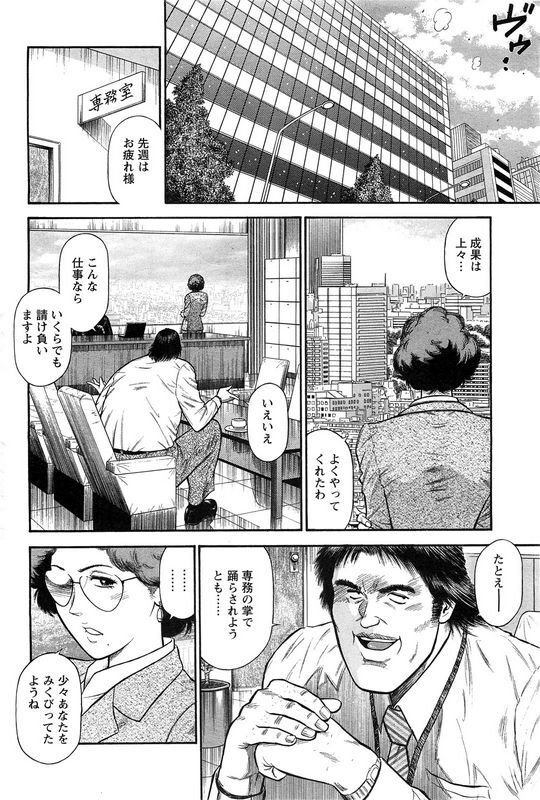 ヴゥ…
専務室
先週は
お疲れ様
成果は
上々…
よくやって
くれたわ
いえいえ
こんな
仕事なら
いくらでも
請け負い
ますよ
たとえ──
専務の掌で
踊らされよう
とも……
……
……
少々あなたを
みくびってた
ようね